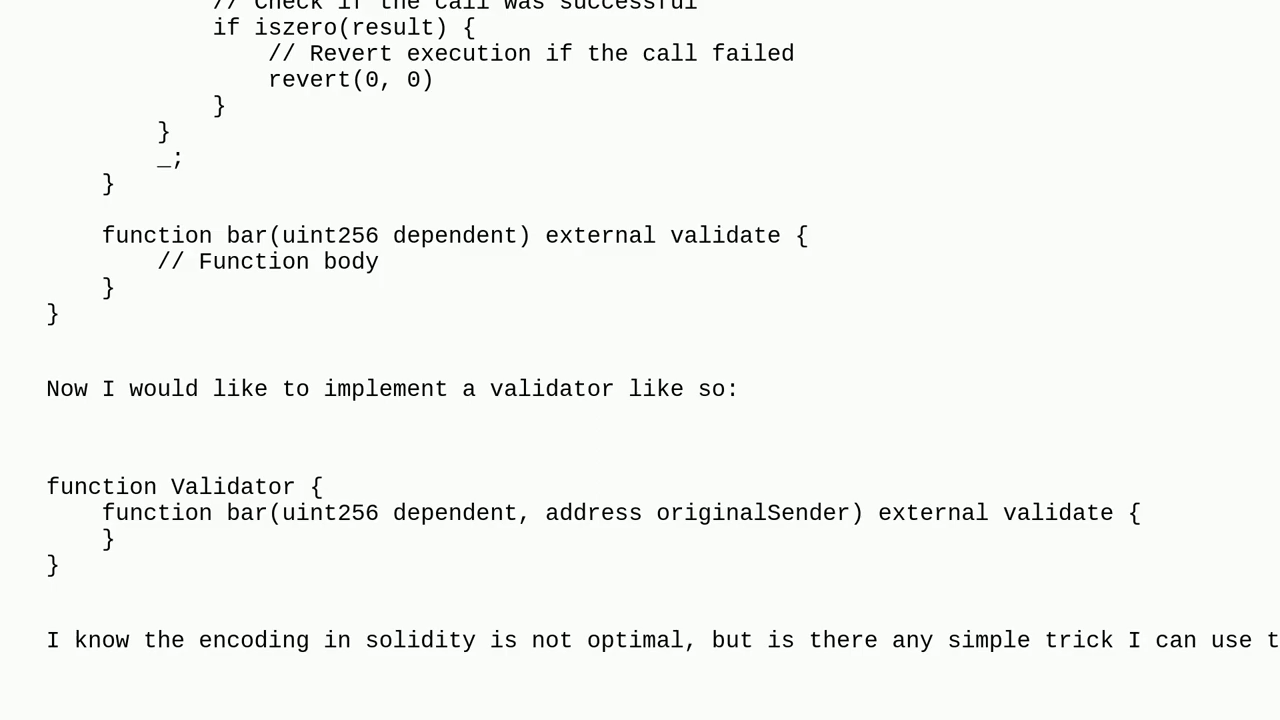 // Check if the call was successful
if iszero(result) {
// Revert execution if the call failed
revert(0, 0)
}
}
_;
}
function bar(uint256 dependent) external validate {
// Function body
}
}
Now I would like to implement a validator like so:
function Validator {
function bar(uint256 dependent, address originalSender) external validate {
}
}
I know the encoding in solidity is not optimal, but is there any simple trick I can use t